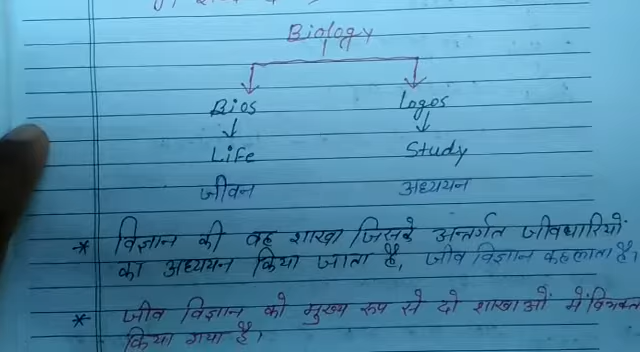 Biology
Bios Logos
Life Study
जीवन अध्ययन
* विज्ञान की वह शाखा जिसके अन्तर्गत जीवधारियों
का अध्ययन किया जाता है, जीव विज्ञान कहलाता है।
* जीव विज्ञान को मुख्य रूप से दो शाखाओं में विभक्त
किया गया है।